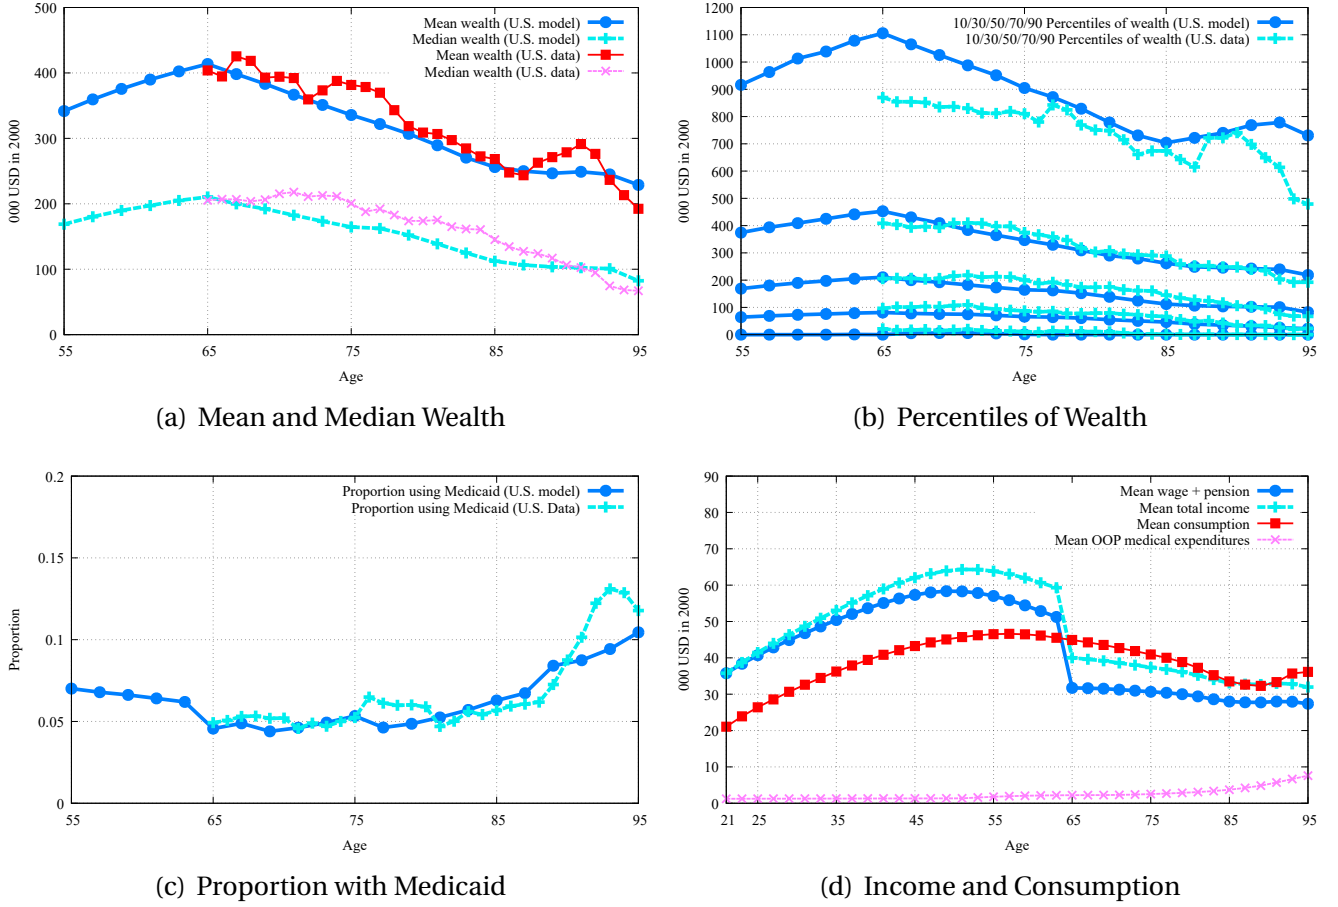 500
400
300
200
100
0
000 USD in 2000
Mean wealth (U.S. model)
Median wealth (U.S. model)
Mean wealth (U.S. data)
Median wealth (U.S. data)
55 65 75 85 95
Age
(a) Mean and Median Wealth
1200
1100
1000
900
800
700
600
500
400
300
200
100
0
000 USD in 2000
10/30/50/70/90 Percentiles of wealth (U.S. model)
10/30/50/70/90 Percentiles of wealth (U.S. data)
55 65 75 85 95
Age
(b) Percentiles of Wealth
0.2
0.15
0.1
0.05
0
Proportion
Proportion using Medicaid (U.S. model)
Proportion using Medicaid (U.S. Data)
55 65 75 85 95
Age
(c) Proportion with Medicaid
90
80
70
60
50
40
30
20
10
0
000 USD in 2000
Mean wage + pension
Mean total income
Mean consumption
Mean OOP medical expenditures
21 25 35 45 55 65 75 85 95
Age
(d) Income and Consumption